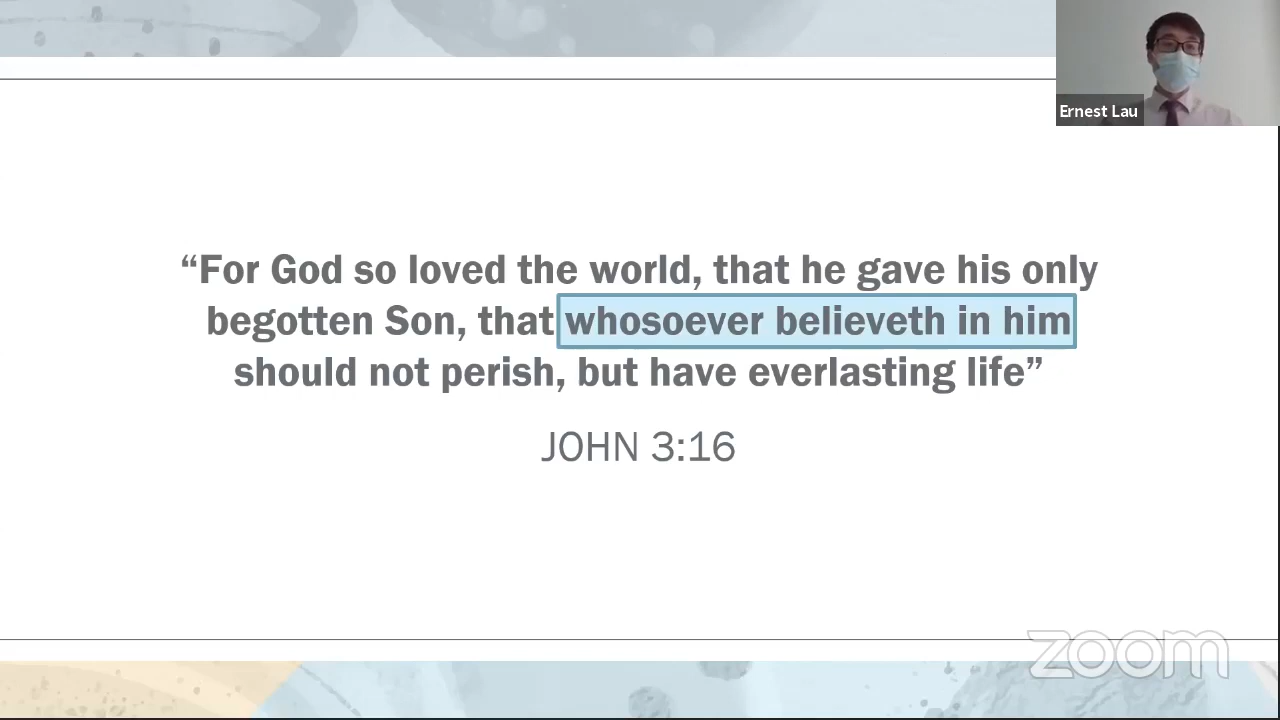 Ernest Lau
“For God so loved the world, that he gave his only
begotten Son, that whosoever believeth in him
should not perish, but have everlasting life”
JOHN 3:16
zoom